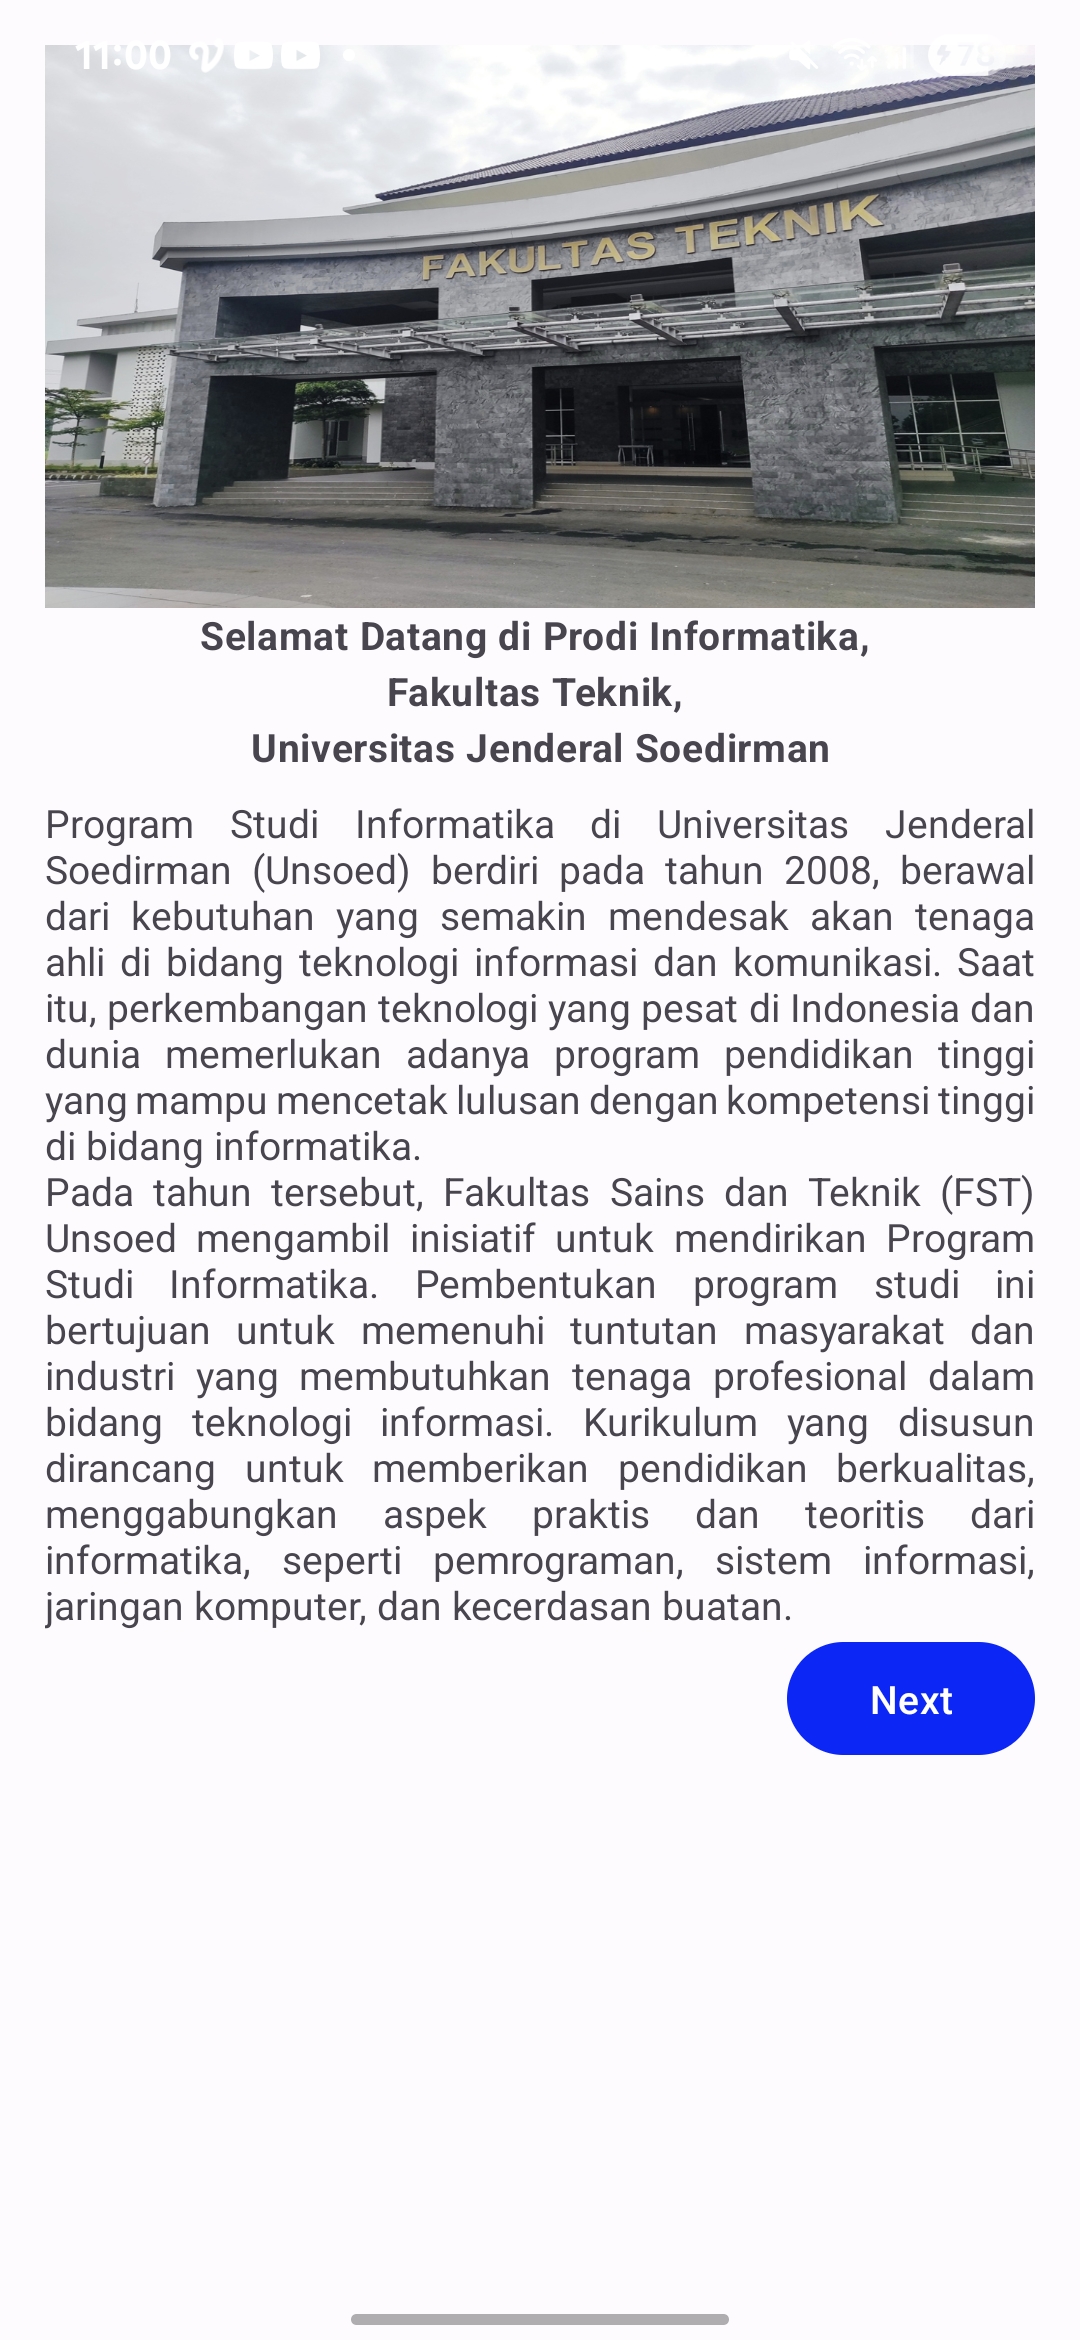 11:00
FAKULTAS TEKNIK
Selamat Datang di Prodi Informatika,
Fakultas Teknik,
Universitas Jenderal Soedirman
Program Studi Informatika di Universitas Jenderal
Soedirman (Unsoed) berdiri pada tahun 2008, berawal
dari kebutuhan yang semakin mendesak akan tenaga
ahli di bidang teknologi informasi dan komunikasi. Saat
itu, perkembangan teknologi yang pesat di Indonesia dan
dunia memerlukan adanya program pendidikan tinggi
yang mampu mencetak lulusan dengan kompetensi tinggi
di bidang informatika.
Pada tahun tersebut, Fakultas Sains dan Teknik (FST)
Unsoed mengambil inisiatif untuk mendirikan Program
Studi Informatika. Pembentukan program studi ini
bertujuan untuk memenuhi tuntutan masyarakat dan
industri yang membutuhkan tenaga profesional dalam
bidang teknologi informasi. Kurikulum yang disusun
dirancang untuk memberikan pendidikan berkualitas,
menggabungkan aspek praktis dan teoritis dari
informatika, seperti pemrograman, sistem informasi,
jaringan komputer, dan kecerdasan buatan.
Next